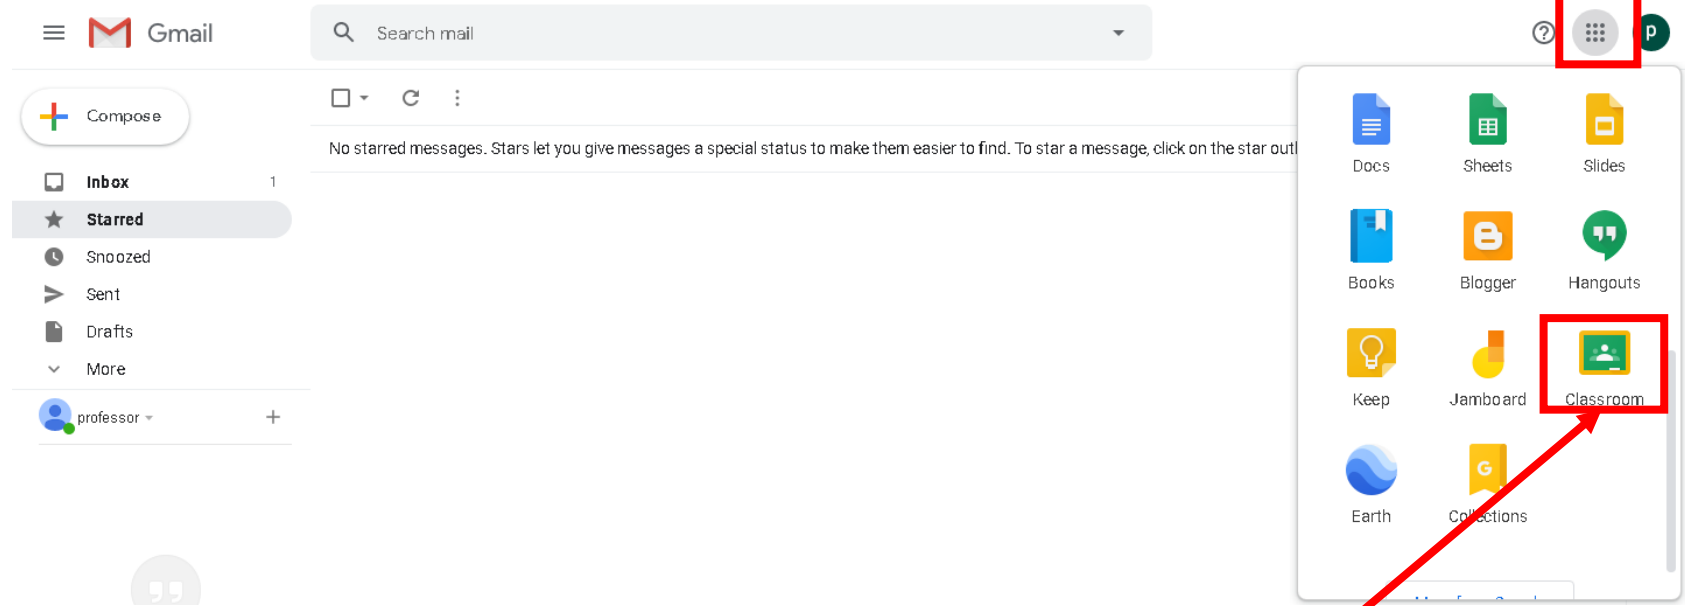 Gmail
Search mail
p
Compose
No starred messages. Stars let you give messages a special status to make them easier to find. To star a message, click on the star outl
Inbox 1
Starred
Snoozed
Sent
Drafts
More
professor
Docs Sheets Slides
Books Blogger Hangouts
Keep Jamboard Classroom
G
Earth Collections